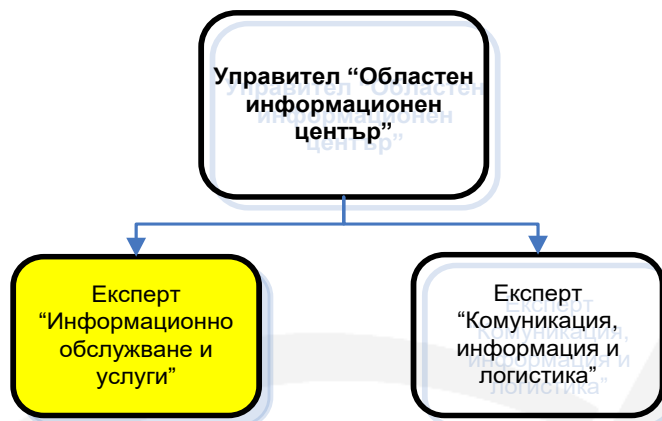 Управител “Областен
информационен
център”
Експерт
“Информационно
обслужване и
услуги”
Експерт
“Комуникация,
информация и
логистика”